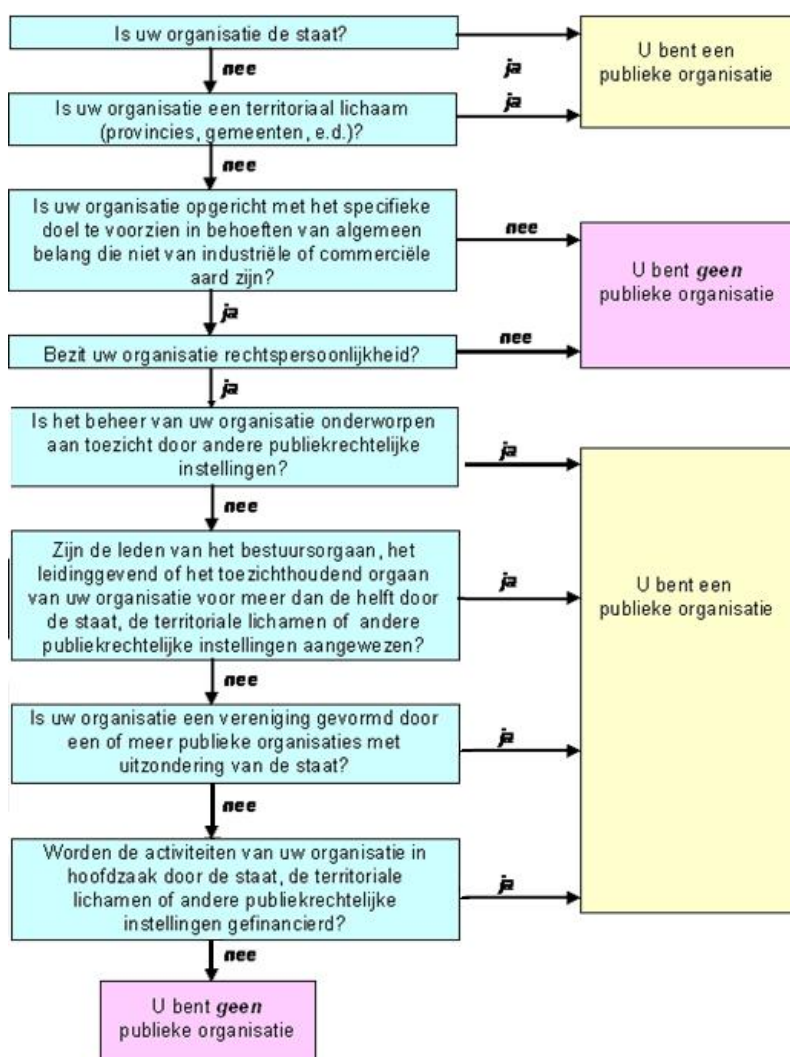 Is uw organisatie de staat?
U bent een
publieke organisatie
nee
ja
Is uw organisatie een territoriaal lichaam
(provincies, gemeenten, e.d.)?
ja
nee
Is uw organisatie opgericht met het specifieke
doel te voorzien in behoeften van algemeen
belang die niet van industriële of commerciële
aard zijn?
nee
U bent geen
publieke organisatie
ja
Bezit uw organisatie rechtspersoonlijkheid?
nee
ja
Is het beheer van uw organisatie onderworpen
aan toezicht door andere publiekrechtelijke
instellingen?
ja
nee
Zijn de leden van het bestuursorgaan, het
leidinggevend of het toezichthoudend orgaan
van uw organisatie voor meer dan de helft door
de staat, de territoriale lichamen of andere
publiekrechtelijke instellingen aangewezen?
ja
U bent een
publieke organisatie
nee
Is uw organisatie een vereniging gevormd door
een of meer publieke organisaties met
uitzondering van de staat?
ja
nee
Worden de activiteiten van uw organisatie in
hoofdzaak door de staat, de territoriale
lichamen of andere publiekrechtelijke
instellingen gefinancierd?
ja
nee
U bent geen
publieke organisatie